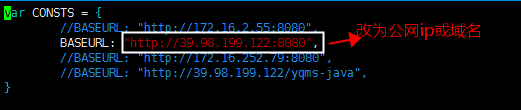 var CONSTS = {
//BASEURL: "http://172.16.2.55:8080",
BASEURL: "http://39.98.199.122:8080",
改为公网ip或域名
//BASEURL: "http://172.16.252.79:8080",
//BASEURL: "http://39.98.199.122/yqms-java",
}